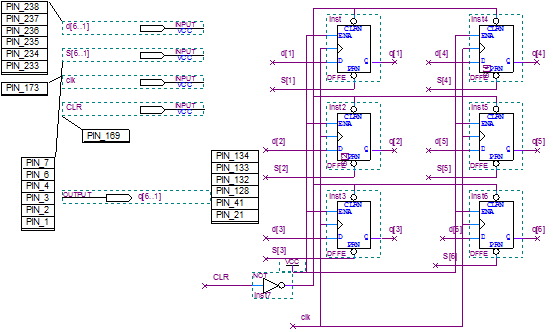 PIN_238
PIN_237
PIN_236
PIN_235
PIN_234
PIN_233
PIN_173
d[6..1]
INPUT
VCC
S[6..1]
INPUT
VCC
clk
INPUT
VCC
CLR
INPUT
VCC
PIN_169
PIN_7
PIN_6
PIN_4
PIN_3
PIN_2
PIN_1
OUTPUT
q[6..1]
PIN_134
PIN_133
PIN_132
PIN_128
PIN_41
PIN_21
Inst
CLRN
ENA
d[1]
D
Q
q[1]
PRN
S[1]
DFFE
Inst4
CLRN
ENA
d[4]
D
Q
q[4]
S[4]
DFFE
Inst2
CLRN
ENA
d[2]
D
Q
q[2]
PRN
S[2]
DFFE
Inst5
CLRN
ENA
d[5]
D
Q
q[5]
PRN
S[5]
DFFE
Inst3
CLRN
ENA
d[3]
D
Q
q[3]
PRN
S[3]
DFFE
Inst6
CLRN
ENA
d[6]
D
Q
q[6]
PRN
S[6]
DFFE
VCC
CLR
NOT
Inst7
clk